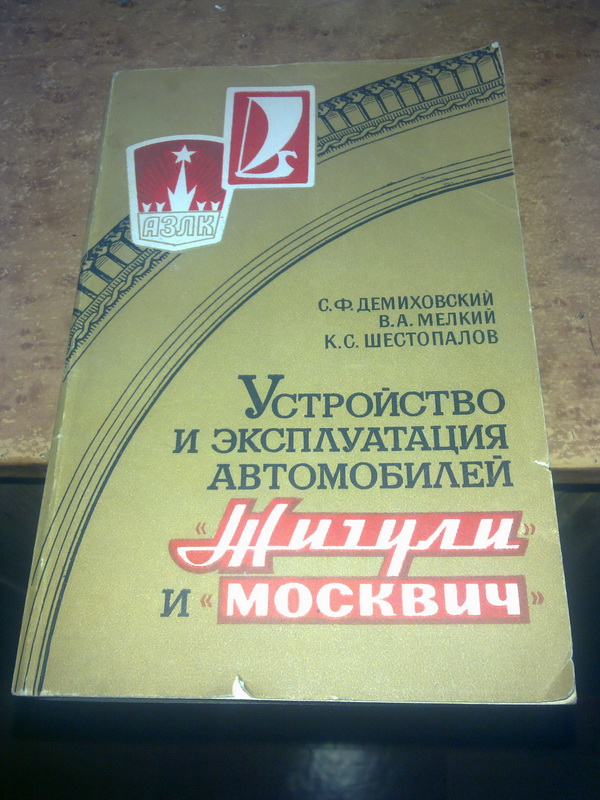 АЗЛК
С.Ф. ДЕМИХОВСКИЙ
В.А. МЕЛКИЙ
К.С. ШЕСТОПАЛОВ
УСТРОЙСТВО
И ЭКСПЛУАТАЦИЯ
АВТОМОБИЛЕЙ
«Жигули»
И «МОСКВИЧ»